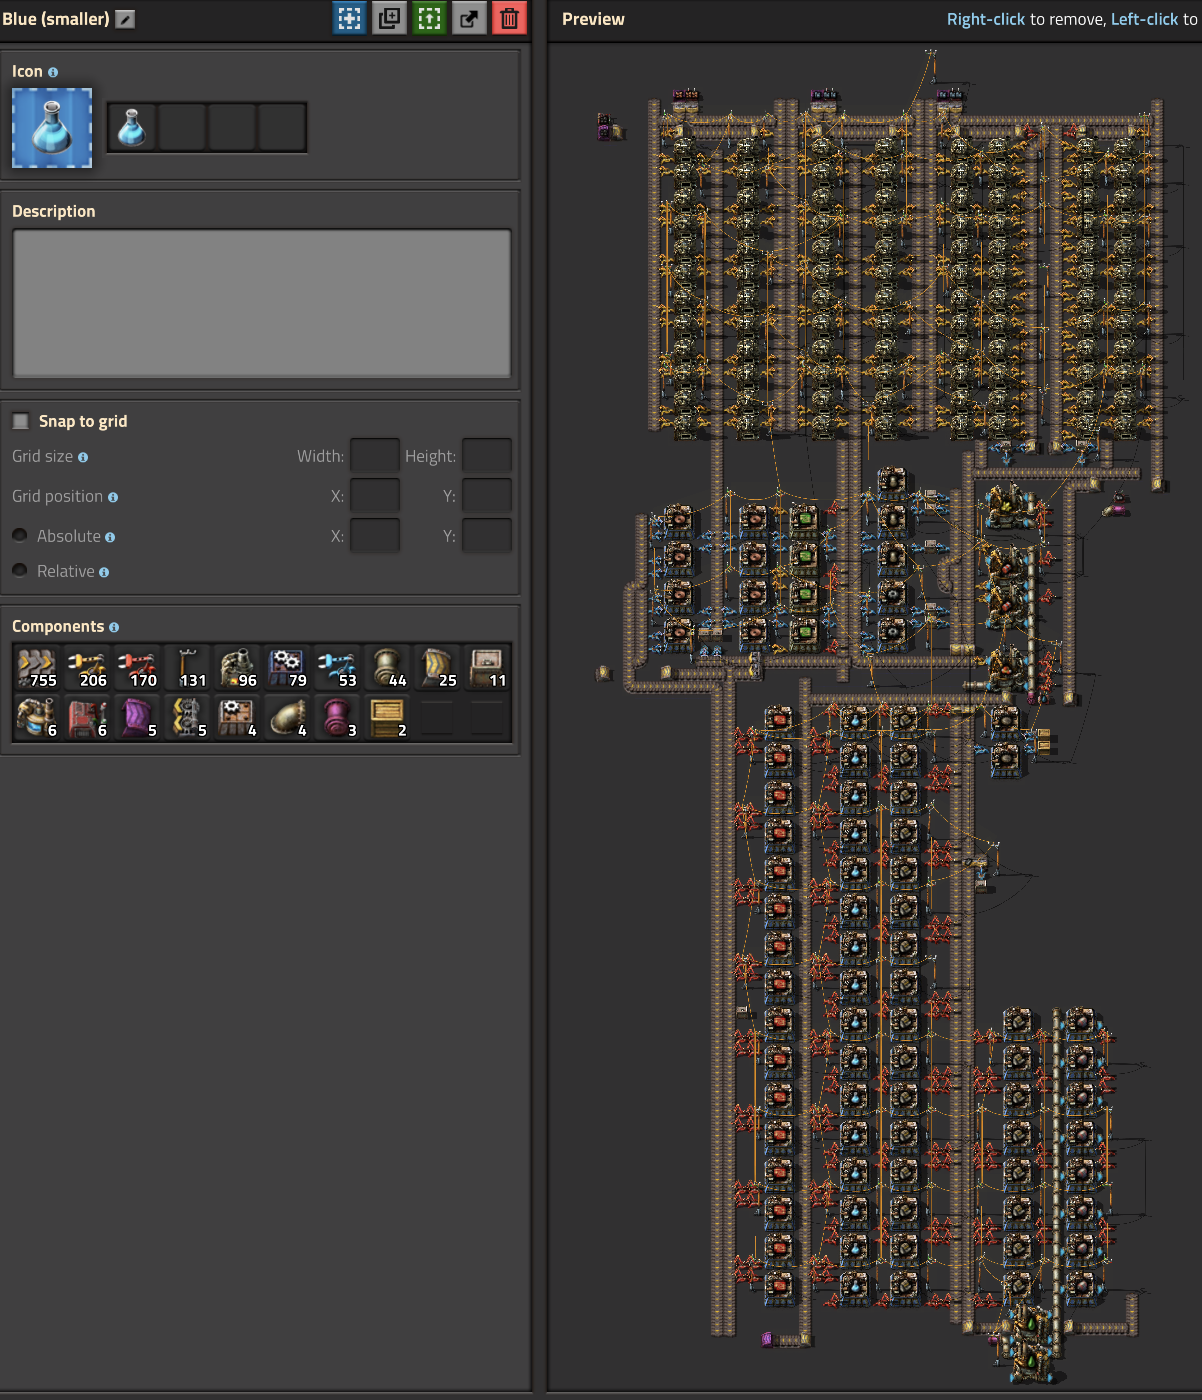 Blue (smaller)
Preview
Right-click to remove, Left-click to
Icon
Description
Snap to grid
Grid size Width: Height:
Grid position X: Y:
Absolute X: Y:
Relative
Components
755 206 170 131 96 79 53 44 25 11
6 6 5 5 4 4 3 2